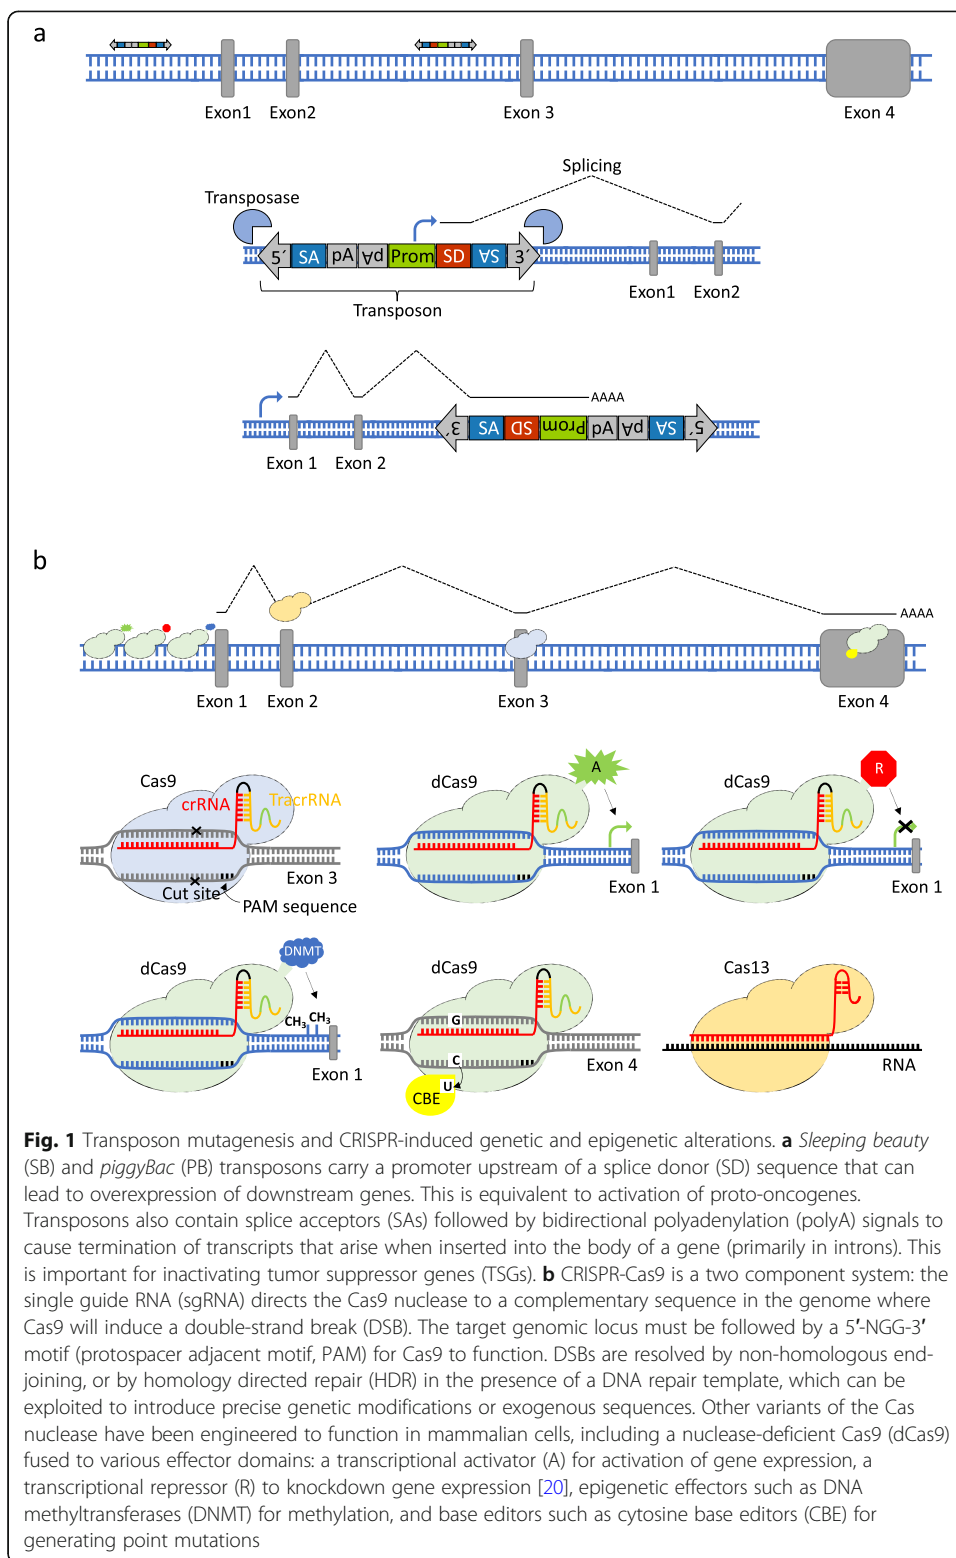 a
Exon1 Exon2 Exon 3 Exon 4
Splicing
Transposase
5´ SA pA pA Prom SD SA 3´
Exon1 Exon2
Transposon
AAAA
3´ SA SD Prom pA pA SA 5´
Exon 1 Exon 2
b
AAAA
Exon 1 Exon 2 Exon 3 Exon 4
Cas9
crRNA
TracrRNA
Exon 3
Cut site
PAM sequence
dCas9
A
Exon 1
dCas9
R
Exon 1
dCas9
DNMT
CH3 CH3
Exon 1
dCas9
G
C
U
CBE
Exon 4
Cas13
RNA
Fig. 1 Transposon mutagenesis and CRISPR-induced genetic and epigenetic alterations. a Sleeping beauty
(SB) and piggyBac (PB) transposons carry a promoter upstream of a splice donor (SD) sequence that can
lead to overexpression of downstream genes. This is equivalent to activation of proto-oncogenes.
Transposons also contain splice acceptors (SAs) followed by bidirectional polyadenylation (polyA) signals to
cause termination of transcripts that arise when inserted into the body of a gene (primarily in introns). This
is important for inactivating tumor suppressor genes (TSGs). b CRISPR-Cas9 is a two component system: the
single guide RNA (sgRNA) directs the Cas9 nuclease to a complementary sequence in the genome where
Cas9 will induce a double-strand break (DSB). The target genomic locus must be followed by a 5′-NGG-3′
motif (protospacer adjacent motif, PAM) for Cas9 to function. DSBs are resolved by non-homologous end-
joining, or by homology directed repair (HDR) in the presence of a DNA repair template, which can be
exploited to introduce precise genetic modifications or exogenous sequences. Other variants of the Cas
nuclease have been engineered to function in mammalian cells, including a nuclease-deficient Cas9 (dCas9)
fused to various effector domains: a transcriptional activator (A) for activation of gene expression, a
transcriptional repressor (R) to knockdown gene expression [20], epigenetic effectors such as DNA
methyltransferases (DNMT) for methylation, and base editors such as cytosine base editors (CBE) for
generating point mutations